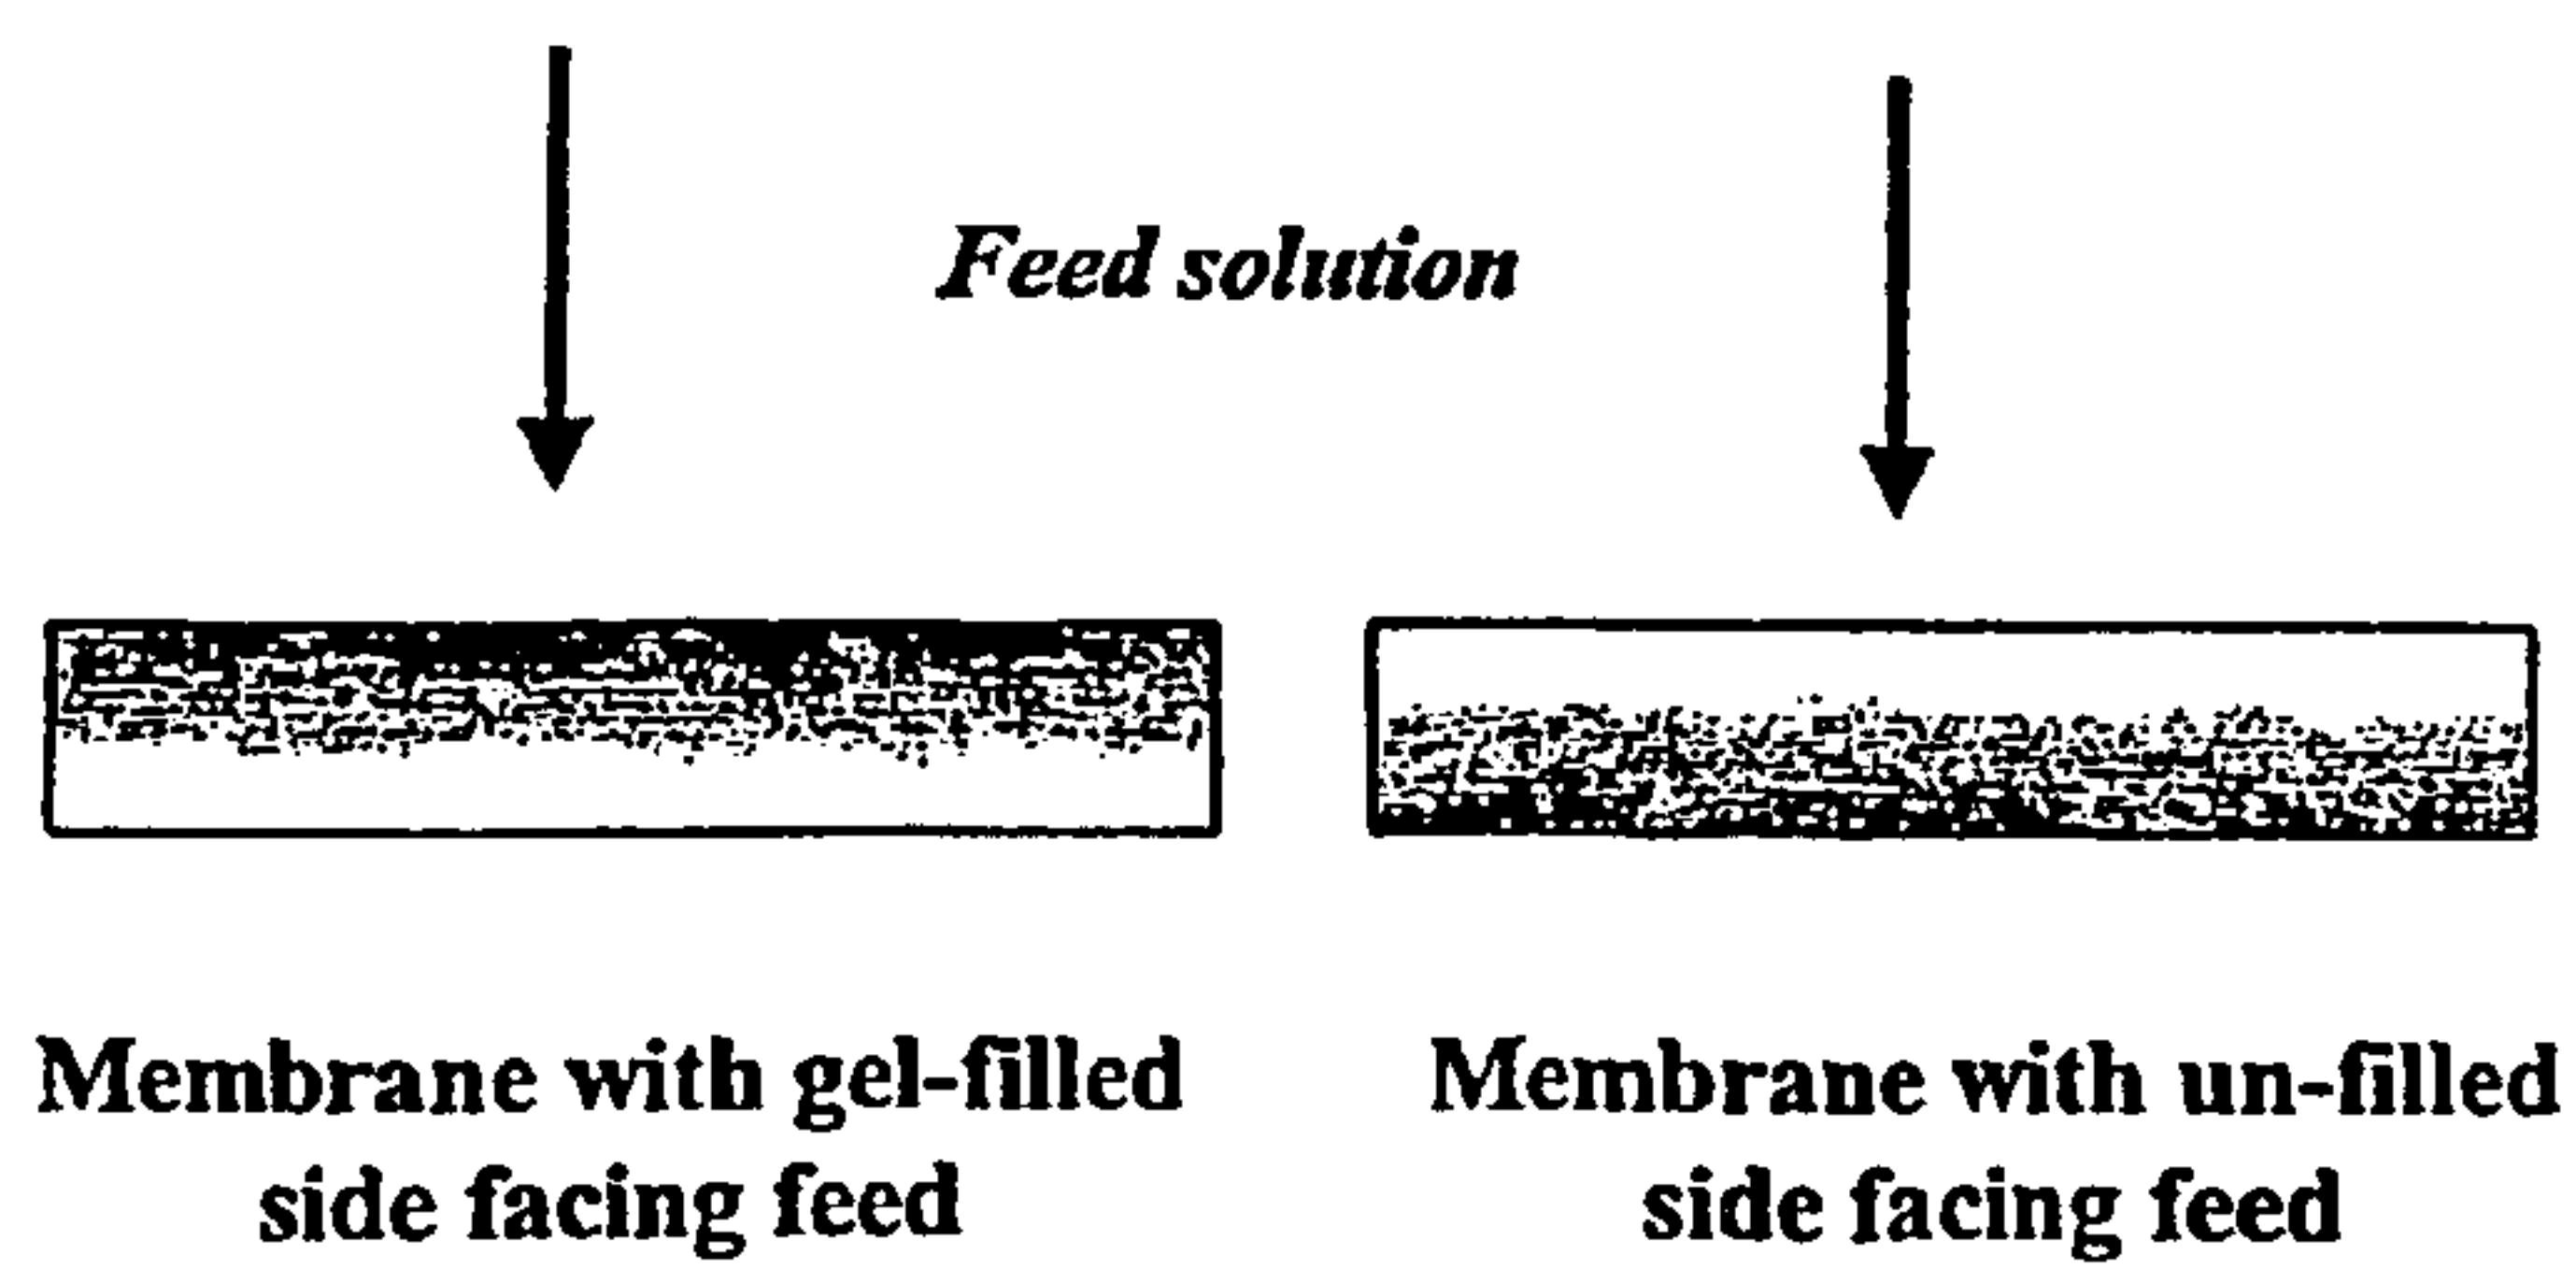 Feed solution
Membrane with gel-filled
side facing feed
Membrane with un-filled
side facing feed